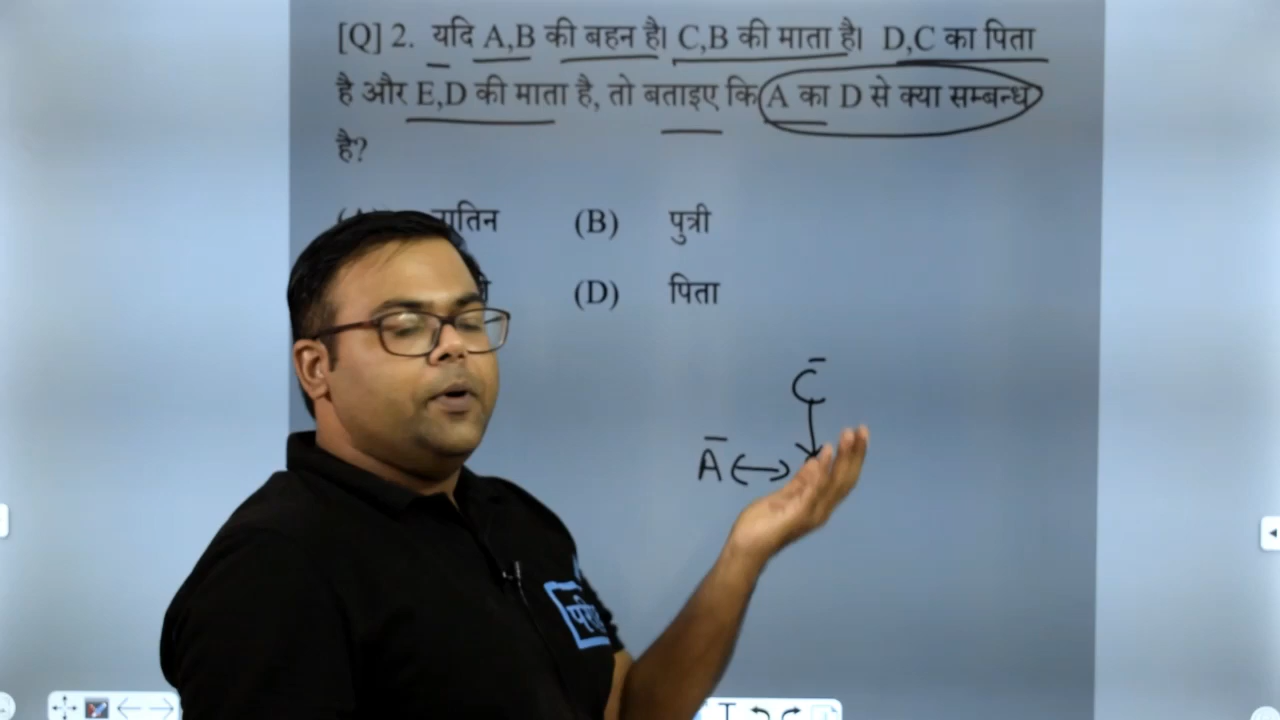 [Q] 2. यदि A,B की बहन है। C,B की माता है। D,C का पिता
है और E,D की माता है, तो बताइए कि A का D से क्या सम्बन्ध
है?
(B) पुत्री
(D) पिता
C
A